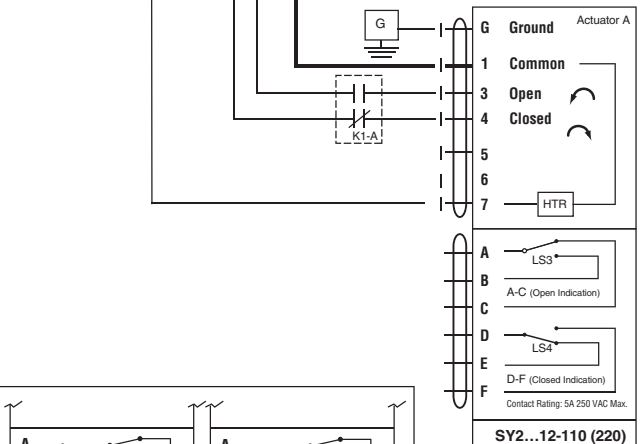 Actuator A
G
G Ground
1 Common
3 Open
4 Closed
K1-A
5
6
7
HTR
A
LS3
B
A-C (Open Indication)
C
D
LS4
E
D-F (Closed Indication)
F
Contact Rating: 5A 250 VAC Max.
SY2…12-110 (220)
A
A